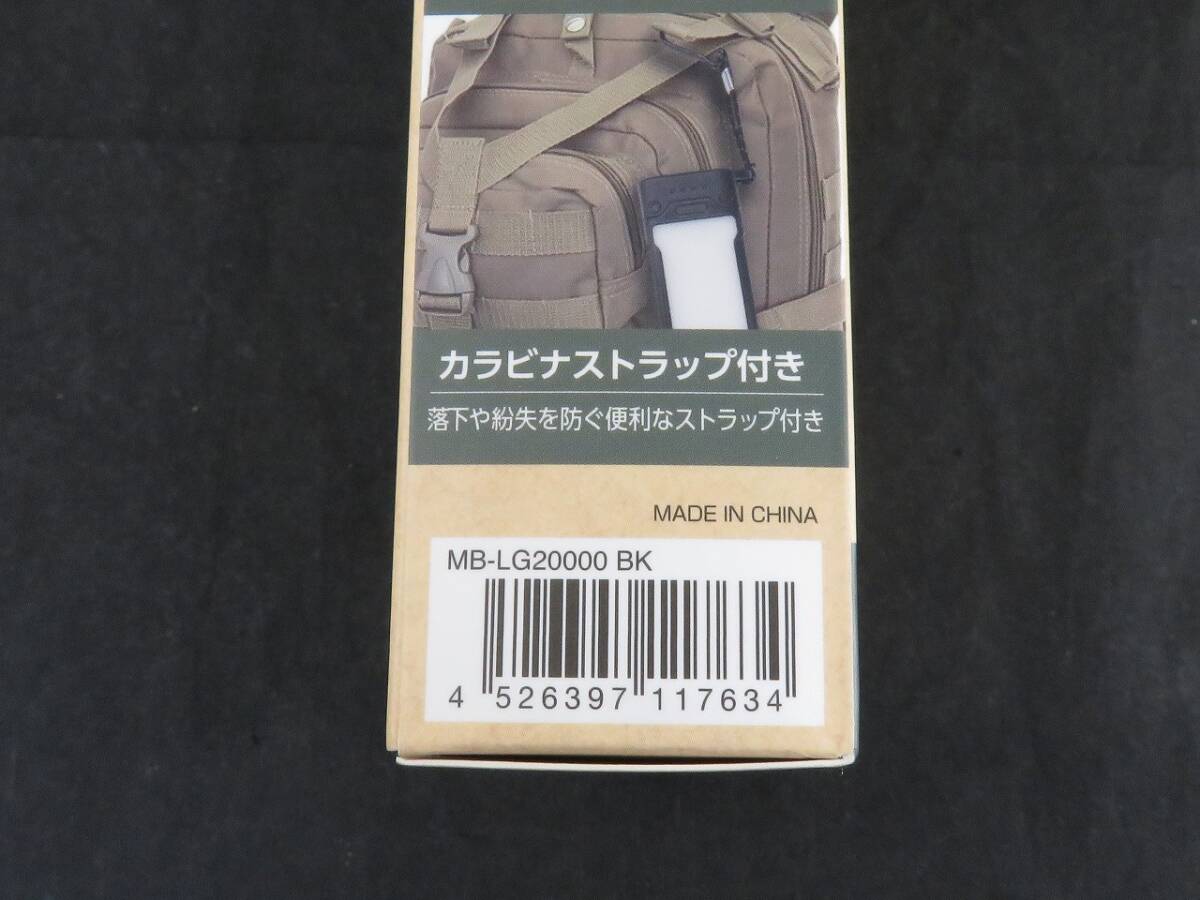 カラビナストラップ付き
落下や紛失を防ぐ便利なストラップ付き
MADE IN CHINA
MB-LG20000 BK
4 526397 117634